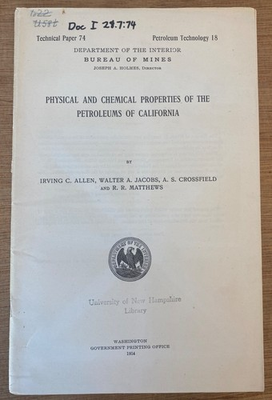 Doc I 29.7:74
Technical Paper 74 Petroleum Technology 18
DEPARTMENT OF THE INTERIOR
BUREAU OF MINES
JOSEPH A. HOLMES, Director
PHYSICAL AND CHEMICAL PROPERTIES OF THE
PETROLEUMS OF CALIFORNIA
BY
IRVING C. ALLEN, WALTER A. JACOBS, A. S. CROSSFIELD
AND R. R. MATTHEWS
University of New Hampshire
Library
WASHINGTON
GOVERNMENT PRINTING OFFICE
1914